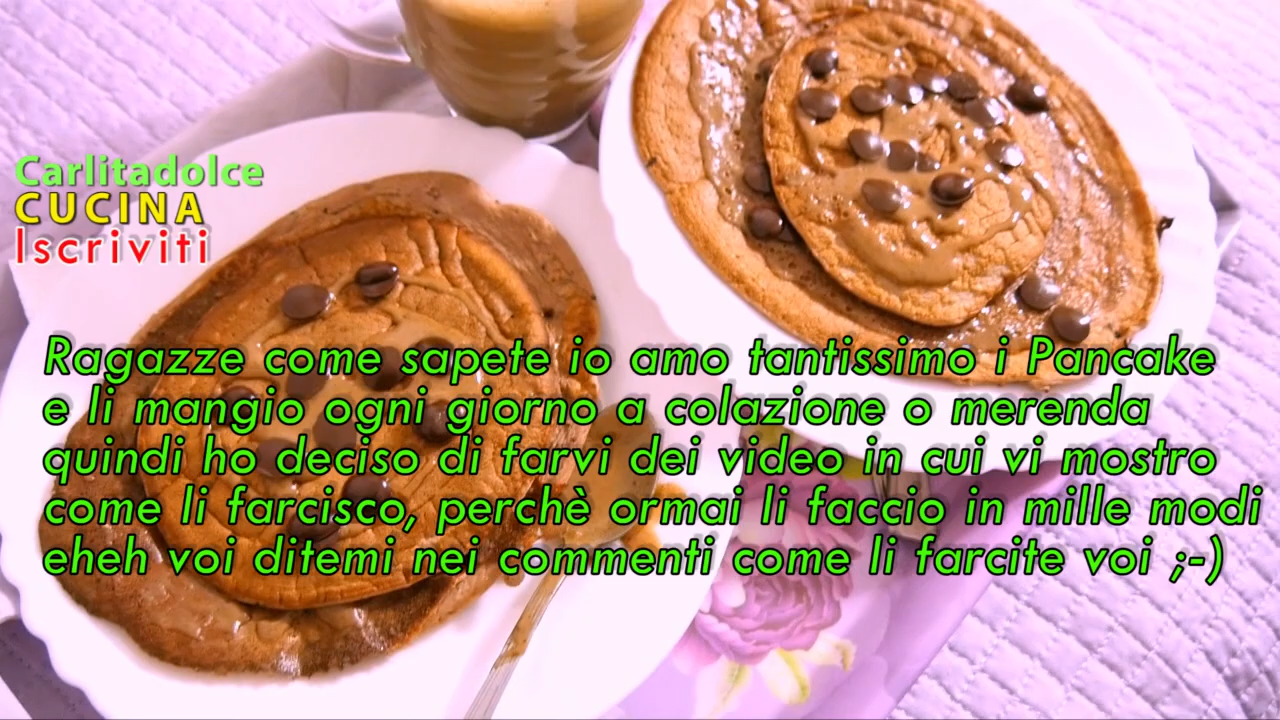 Carlitadolce
CUCINA
Iscriviti
Ragazze come sapete io amo tantissimo i Pancake
e li mangio ogni giorno a colazione o merenda
quindi ho deciso di farvi dei video in cui vi mostro
come li farcisco, perchè ormai li faccio in mille modi
eheh voi ditemi nei commenti come li farcite voi ;-)